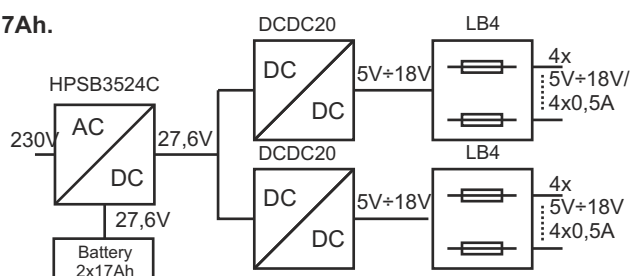 7Ah.
DCDC20
LB4
DC
DC
5V÷18V
4x
5V÷18V/
4x0,5A
HPSB3524C
230V
AC
DC
27,6V
DCDC20
LB4
DC
DC
5V÷18V
4x
5V÷18V
4x0,5A
27,6V
Battery
2x17Ah